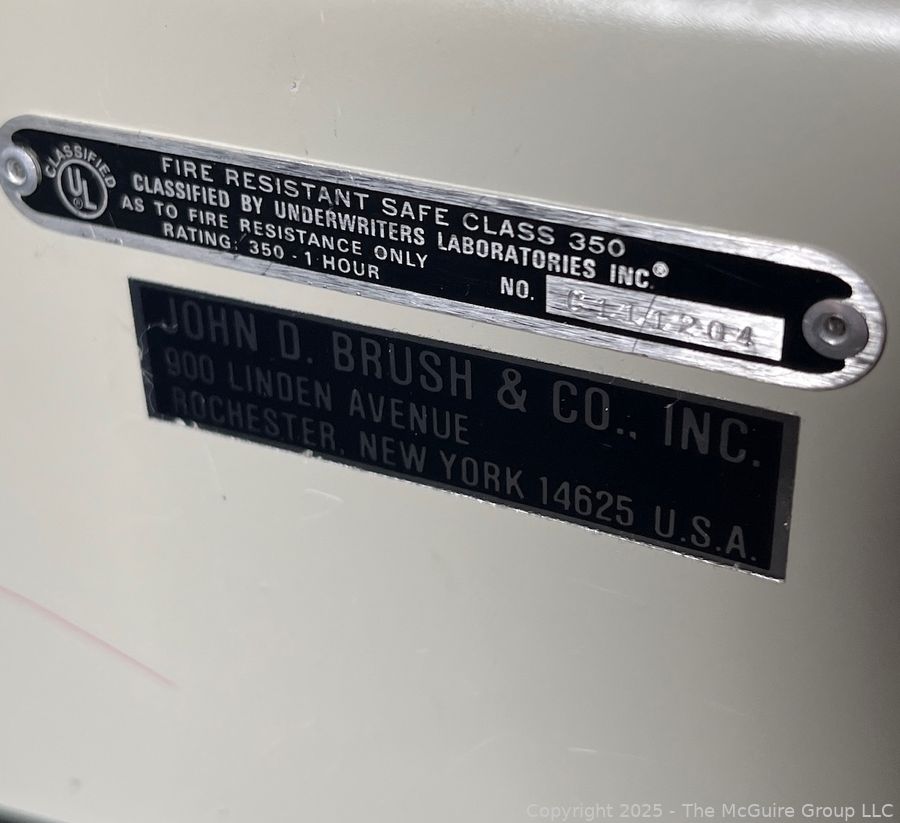 CLASSIFIED
UL ®
FIRE RESISTANT SAFE CLASS 350
CLASSIFIED BY UNDERWRITERS LABORATORIES INC.®
AS TO FIRE RESISTANCE ONLY
RATING: 350 - 1 HOUR
NO.
JOHN D. BRUSH & CO., INC.
900 LINDEN AVENUE
ROCHESTER, NEW YORK 14625 U.S.A.
Copyright 2025 - The McGuire Group LLC